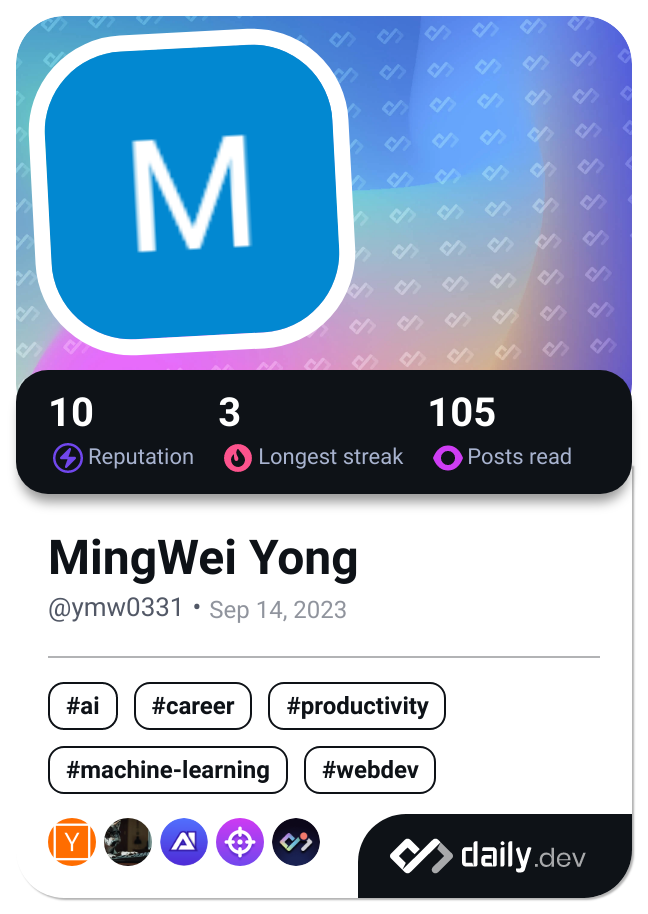 M
10 3 105
Reputation Longest streak Posts read
MingWei Yong
@ymw0331 • Sep 14, 2023
#ai #career #productivity
#machine-learning #webdev
Y AI
daily.dev